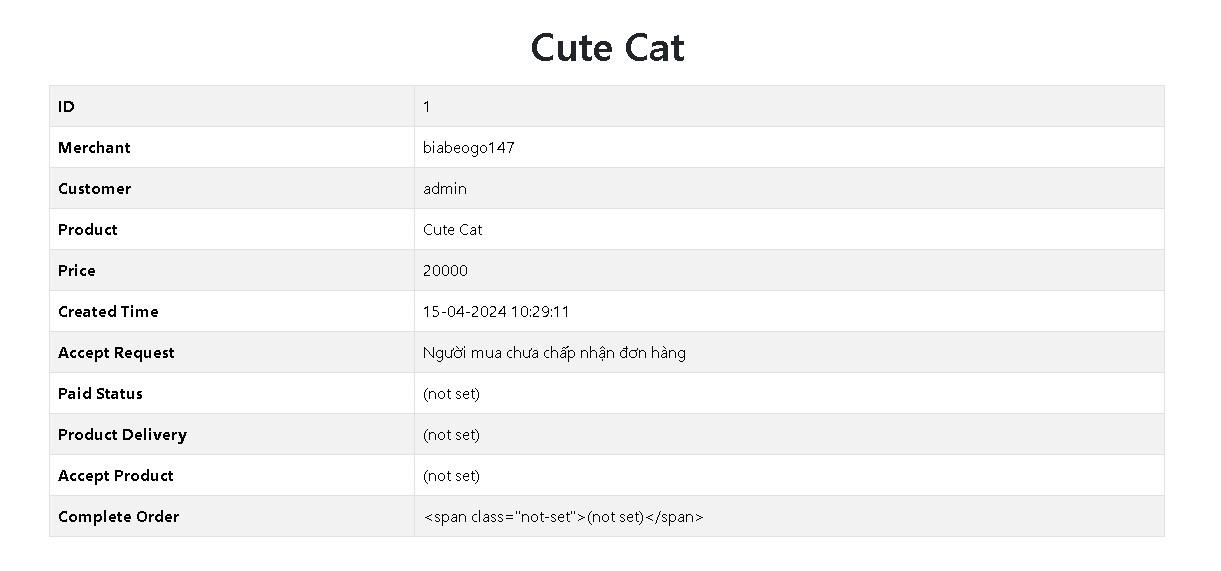 Cute Cat
ID 1
Merchant biabeogo147
Customer admin
Product Cute Cat
Price 20000
Created Time 15-04-2024 10:29:11
Accept Request Người mua chưa chấp nhận đơn hàng
Paid Status (not set)
Product Delivery (not set)
Accept Product (not set)
Complete Order <span class="not-set">(not set)</span>